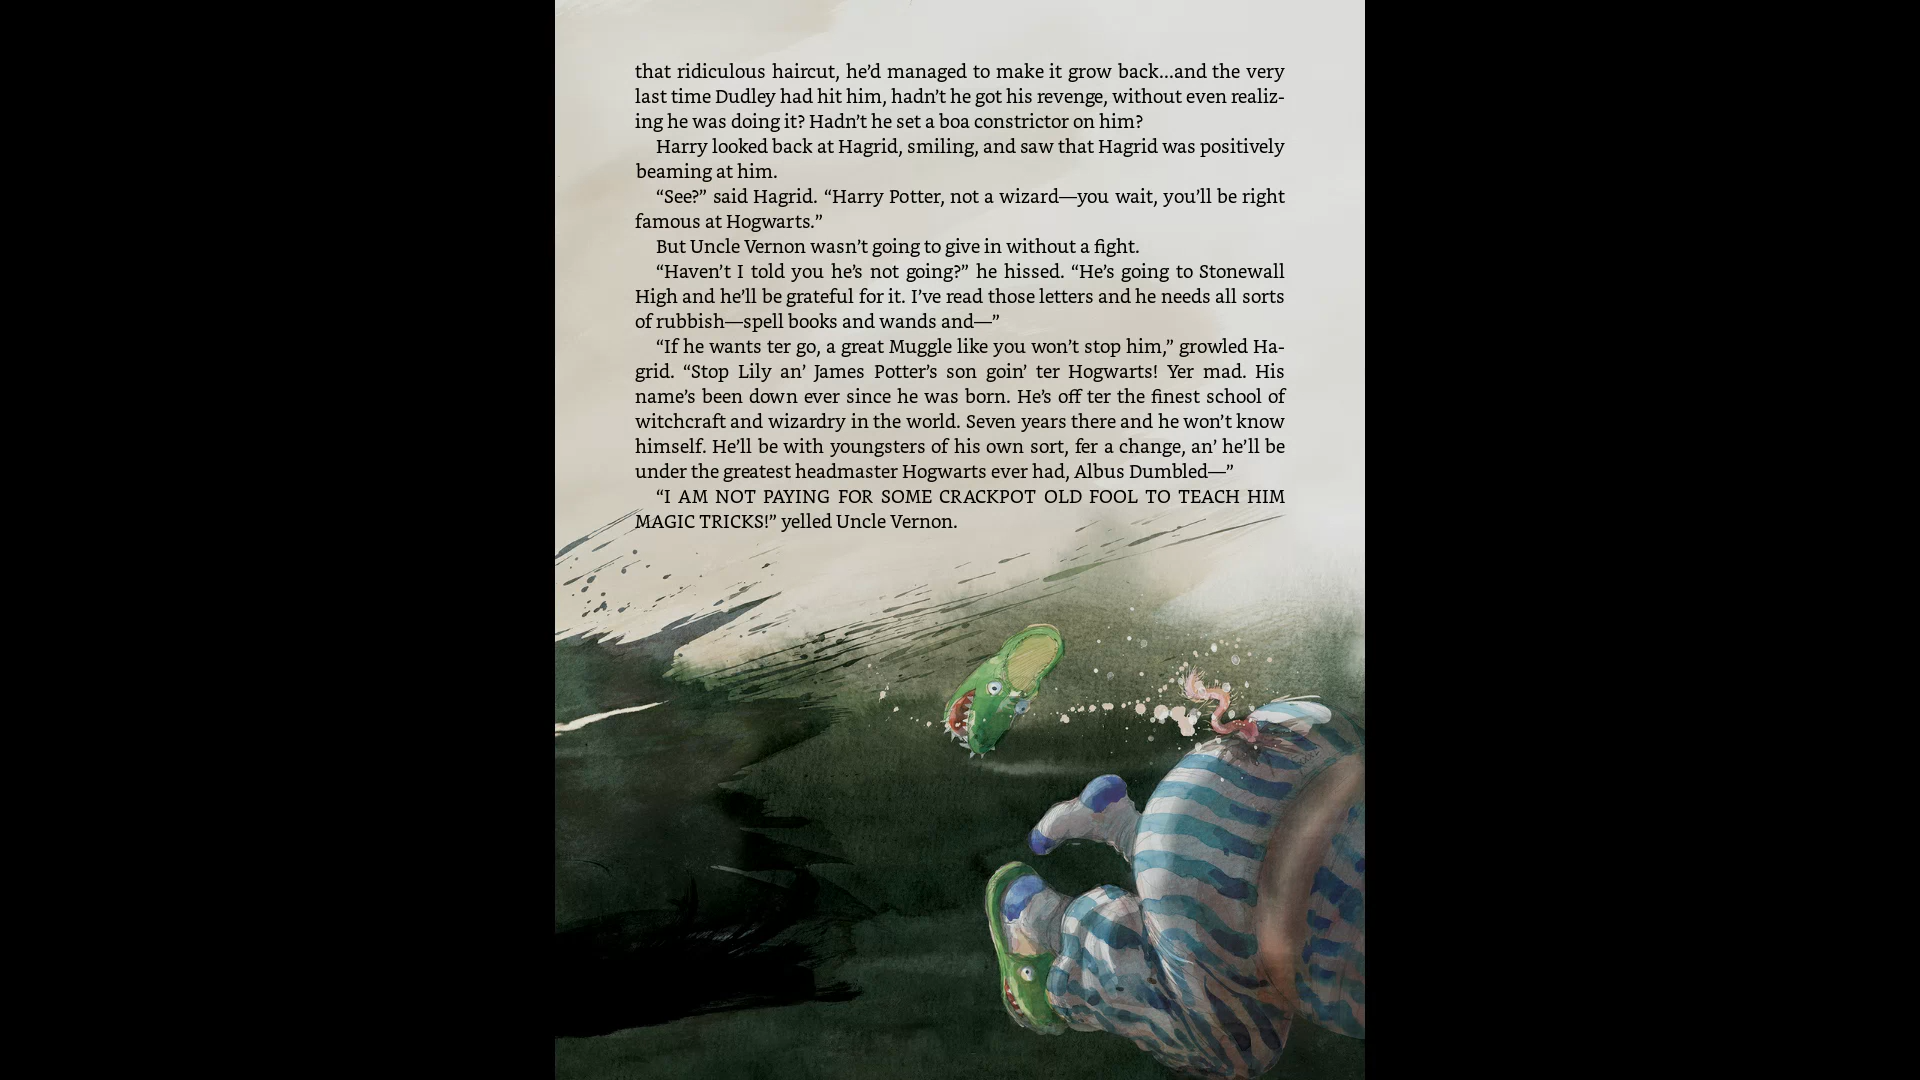 that ridiculous haircut, he’d managed to make it grow back...and the very
last time Dudley had hit him, hadn’t he got his revenge, without even realiz-
ing he was doing it? Hadn’t he set a boa constrictor on him?
Harry looked back at Hagrid, smiling, and saw that Hagrid was positively
beaming at him.
“See?” said Hagrid. “Harry Potter, not a wizard—you wait, you’ll be right
famous at Hogwarts.”
But Uncle Vernon wasn’t going to give in without a fight.
“Haven’t I told you he’s not going?” he hissed. “He’s going to Stonewall
High and he’ll be grateful for it. I’ve read those letters and he needs all sorts
of rubbish—spell books and wands and—”
“If he wants ter go, a great Muggle like you won’t stop him,” growled Ha-
grid. “Stop Lily an’ James Potter’s son goin’ ter Hogwarts! Yer mad. His
name’s been down ever since he was born. He’s off ter the finest school of
witchcraft and wizardry in the world. Seven years there and he won’t know
himself. He’ll be with youngsters of his own sort, fer a change, an’ he’ll be
under the greatest headmaster Hogwarts ever had, Albus Dumbled—”
“I AM NOT PAYING FOR SOME CRACKPOT OLD FOOL TO TEACH HIM
MAGIC TRICKS!” yelled Uncle Vernon.